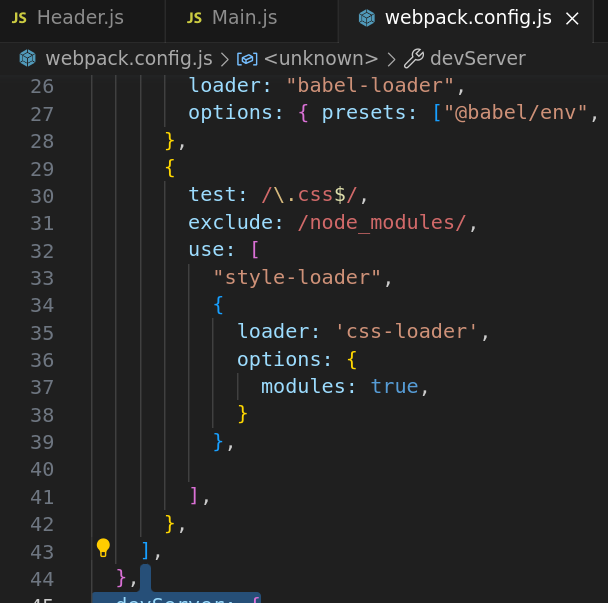 JS Header.js JS Main.js webpack.config.js
webpack.config.js > <unknown> > devServer
26 loader: "babel-loader",
27 options: { presets: ["@babel/env",
28 },
29 {
30 test: /\.css$/,
31 exclude: /node_modules/,
32 use: [
33 "style-loader",
34 {
35 loader: 'css-loader',
36 options: {
37 modules: true,
38 }
39 },
40
41 ],
42 },
43 ],
44 },
45 devServer: {